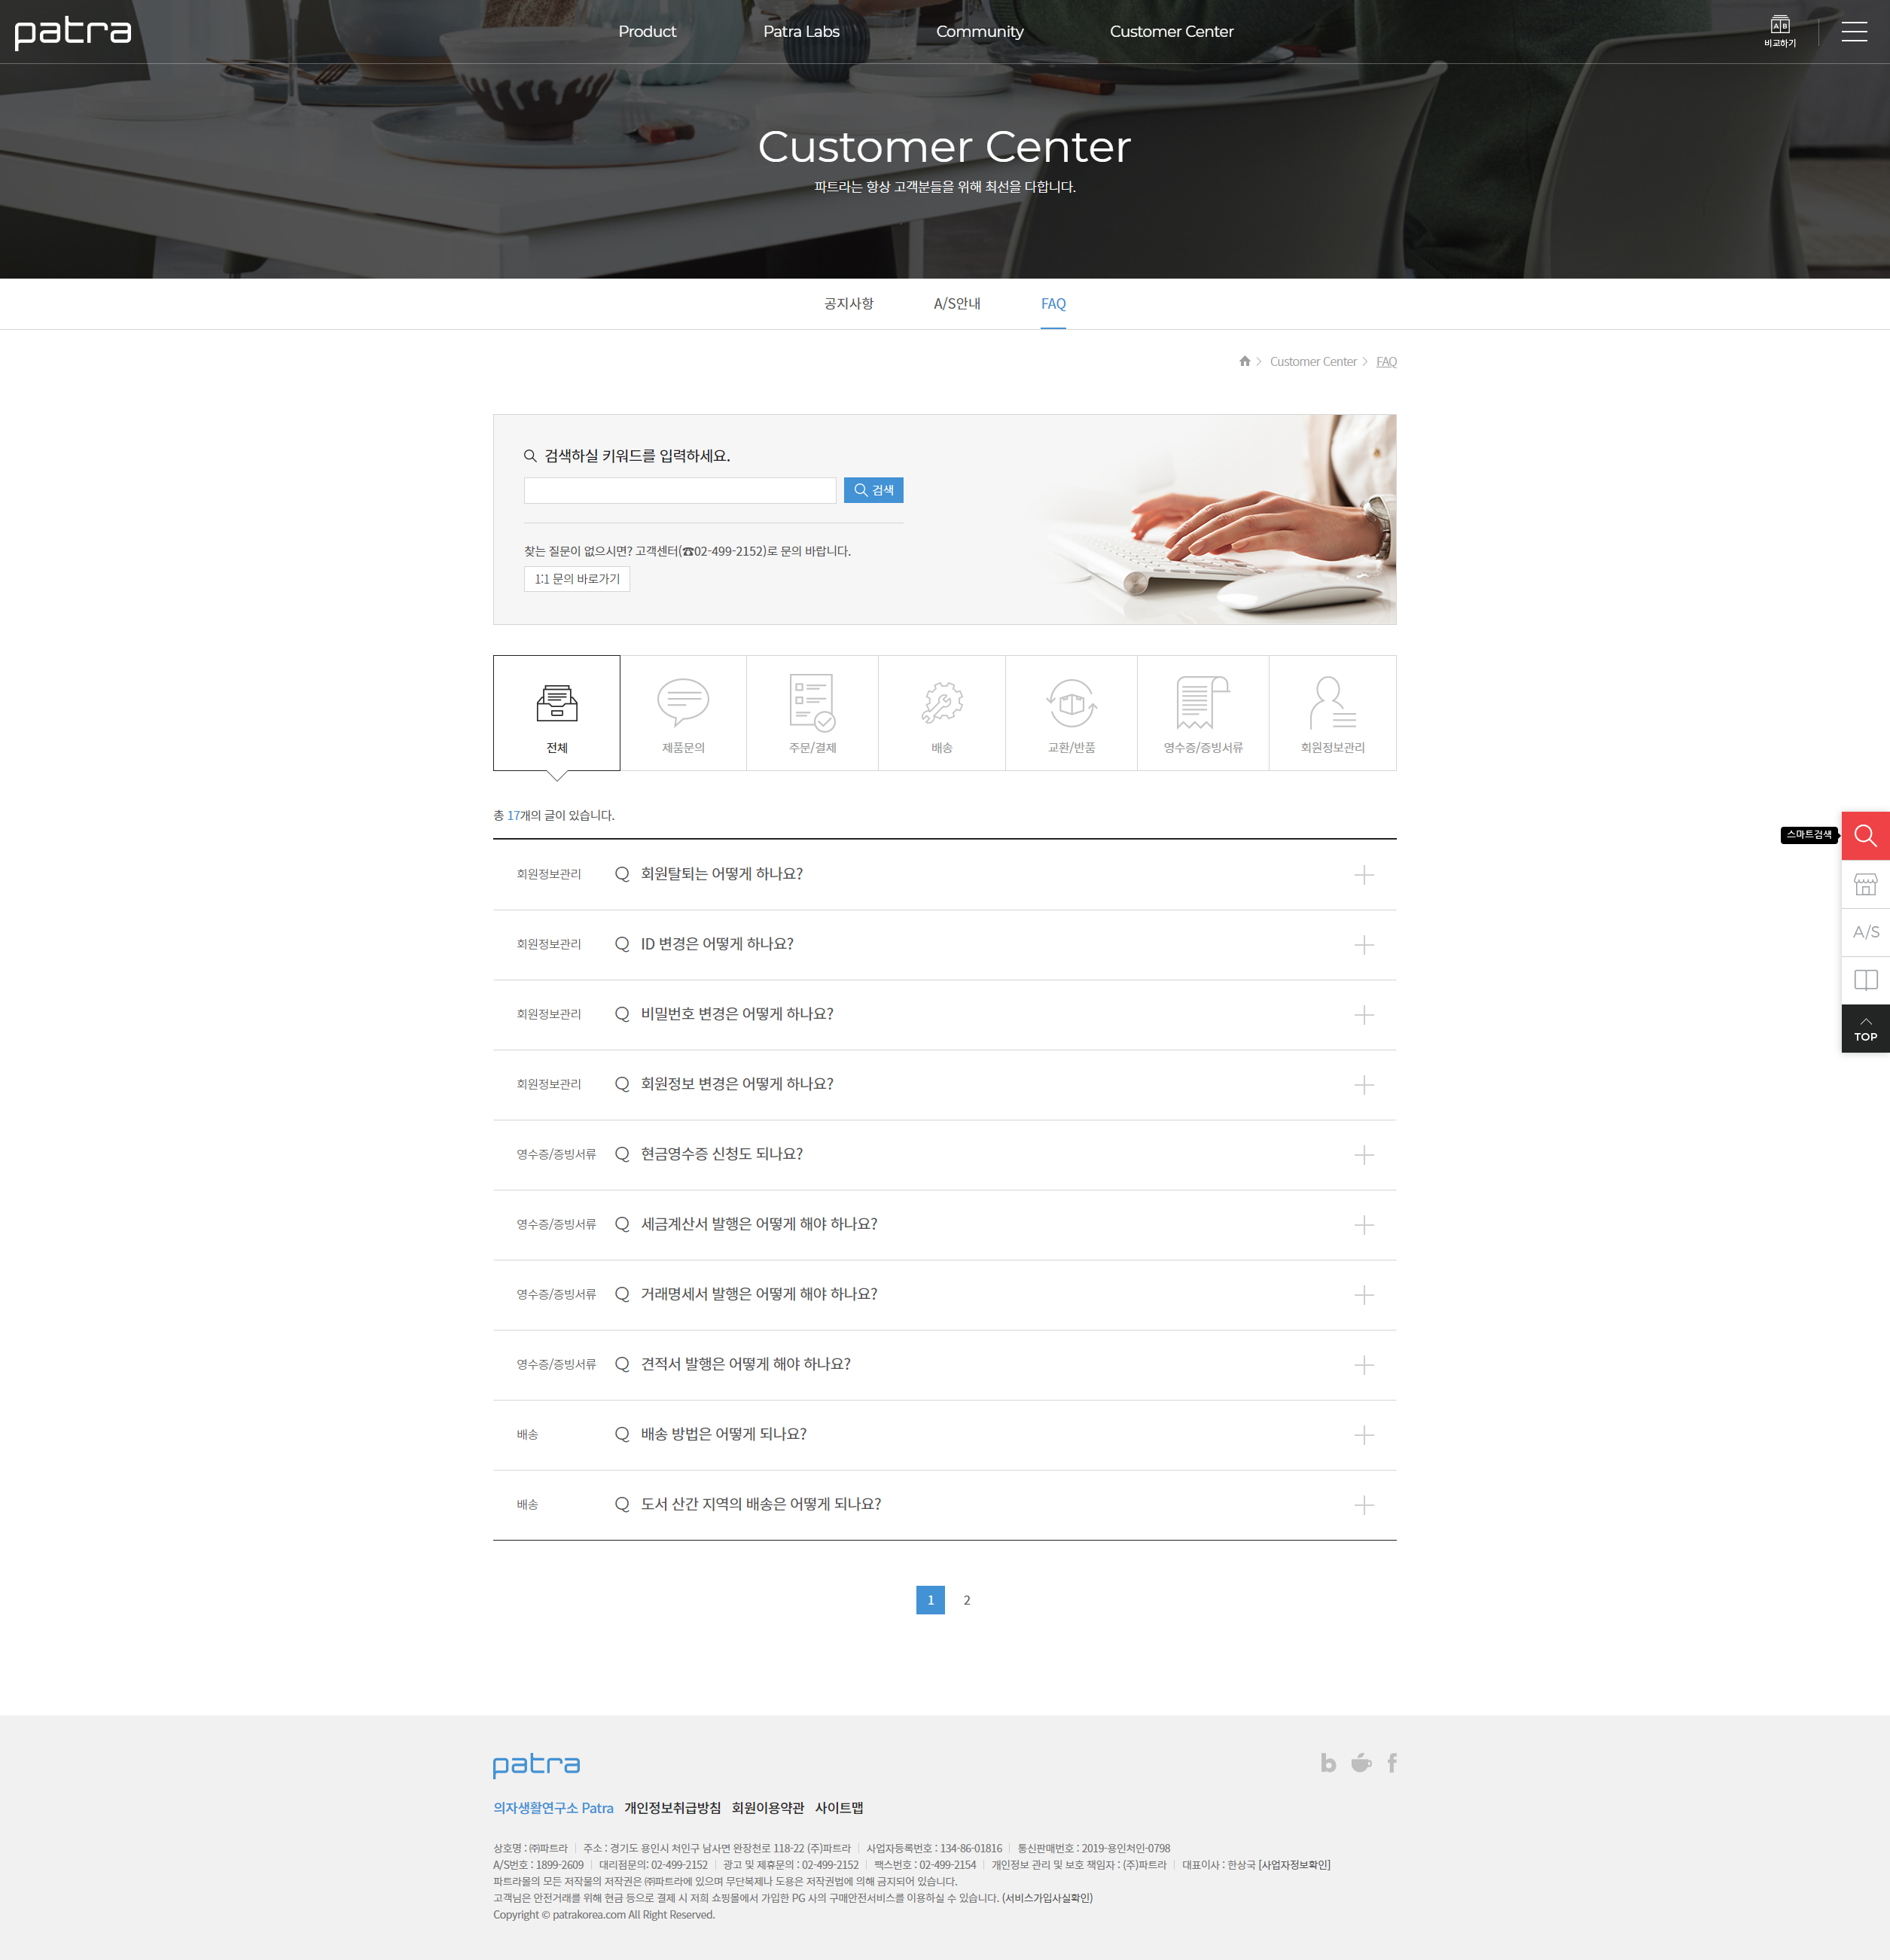 patra
Product
Patra Labs
Community
Customer Center
A B
비교하기
Customer Center
파트라는 항상 고객분들을 위해 최선을 다합니다.
공지사항
A/S안내
FAQ
Customer Center
FAQ
검색하실 키워드를 입력하세요.
검색
찾는 질문이 없으시면? 고객센터(☎02-499-2152)로 문의 바랍니다.
1:1 문의 바로가기
전체
제품문의
주문/결제
배송
교환/반품
영수증/증빙서류
회원정보관리
총 17개의 글이 있습니다.
스마트검색
회원정보관리 Q 회원탈퇴는 어떻게 하나요?
회원정보관리 Q ID 변경은 어떻게 하나요?
A/S
회원정보관리 Q 비밀번호 변경은 어떻게 하나요?
TOP
회원정보관리 Q 회원정보 변경은 어떻게 하나요?
영수증/증빙서류 Q 현금영수증 신청도 되나요?
영수증/증빙서류 Q 세금계산서 발행은 어떻게 해야 하나요?
영수증/증빙서류 Q 거래명세서 발행은 어떻게 해야 하나요?
영수증/증빙서류 Q 견적서 발행은 어떻게 해야 하나요?
배송 Q 배송 방법은 어떻게 되나요?
배송 Q 도서 산간 지역의 배송은 어떻게 되나요?
1 2
patra
b f
의자생활연구소 Patra 개인정보취급방침 회원이용약관 사이트맵
상호명 : ㈜파트라 | 주소 : 경기도 용인시 처인구 남사면 완장천로 118-22 (주)파트라 | 사업자등록번호 : 134-86-01816 | 통신판매번호 : 2019-용인처인-0798
A/S번호 : 1899-2609 | 대리점문의: 02-499-2152 | 광고 및 제휴문의 : 02-499-2152 | 팩스번호 : 02-499-2154 | 개인정보 관리 및 보호 책임자 : (주)파트라 | 대표이사 : 한상국 [사업자정보확인]
파트라몰의 모든 저작물의 저작권은 ㈜파트라에 있으며 무단복제나 도용은 저작권법에 의해 금지되어 있습니다.
고객님은 안전거래를 위해 현금 등으로 결제 시 저희 쇼핑몰에서 가입한 PG 사의 구매안전서비스를 이용하실 수 있습니다. (서비스가입사실확인)
Copyright © patrakorea.com All Right Reserved.